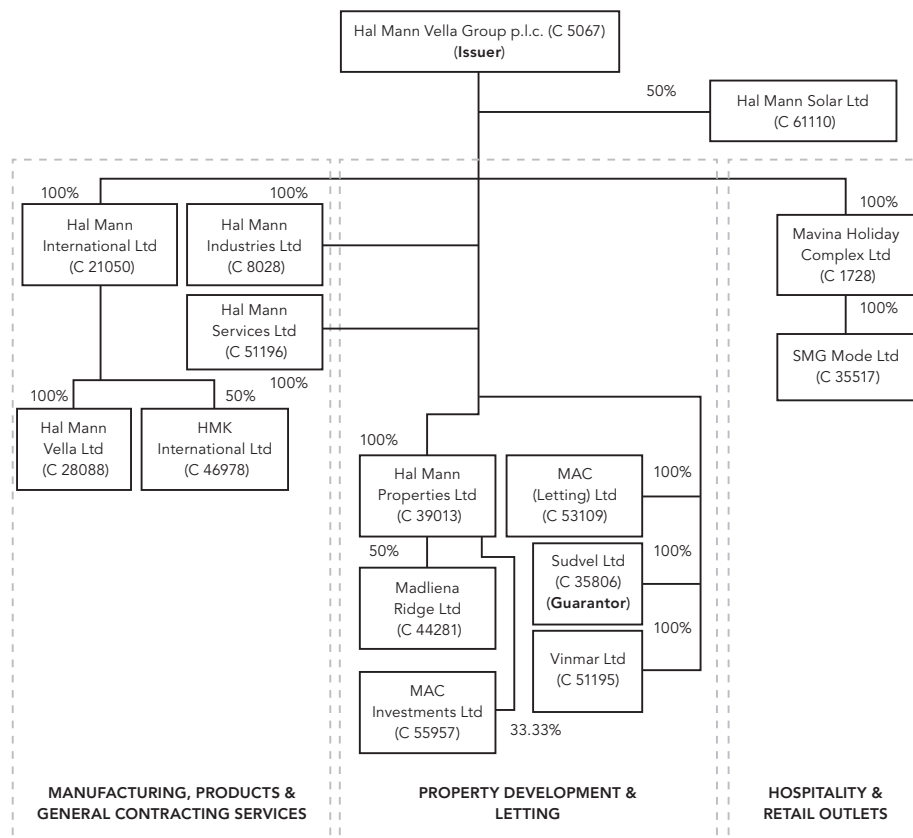 Hal Mann Vella Group p.l.c. (C 5067)
(Issuer)
50%
Hal Mann Solar Ltd
(C 61110)
100%
Hal Mann
International Ltd
(C 21050)
100%
Hal Mann
Industries Ltd
(C 8028)
Hal Mann
Services Ltd
(C 51196)
100%
100%
Hal Mann
Vella Ltd
(C 28088)
50%
HMK
International Ltd
(C 46978)
100%
Hal Mann
Properties Ltd
(C 39013)
50%
Madliena
Ridge Ltd
(C 44281)
MAC
Investments Ltd
(C 55957)
33.33%
MAC
(Letting) Ltd
(C 53109)
100%
Sudvel Ltd
(C 35806)
(Guarantor)
100%
Vinmar Ltd
(C 51195)
100%
100%
Mavina Holiday
Complex Ltd
(C 1728)
100%
SMG Mode Ltd
(C 35517)
MANUFACTURING, PRODUCTS &
GENERAL CONTRACTING SERVICES
PROPERTY DEVELOPMENT &
LETTING
HOSPITALITY &
RETAIL OUTLETS